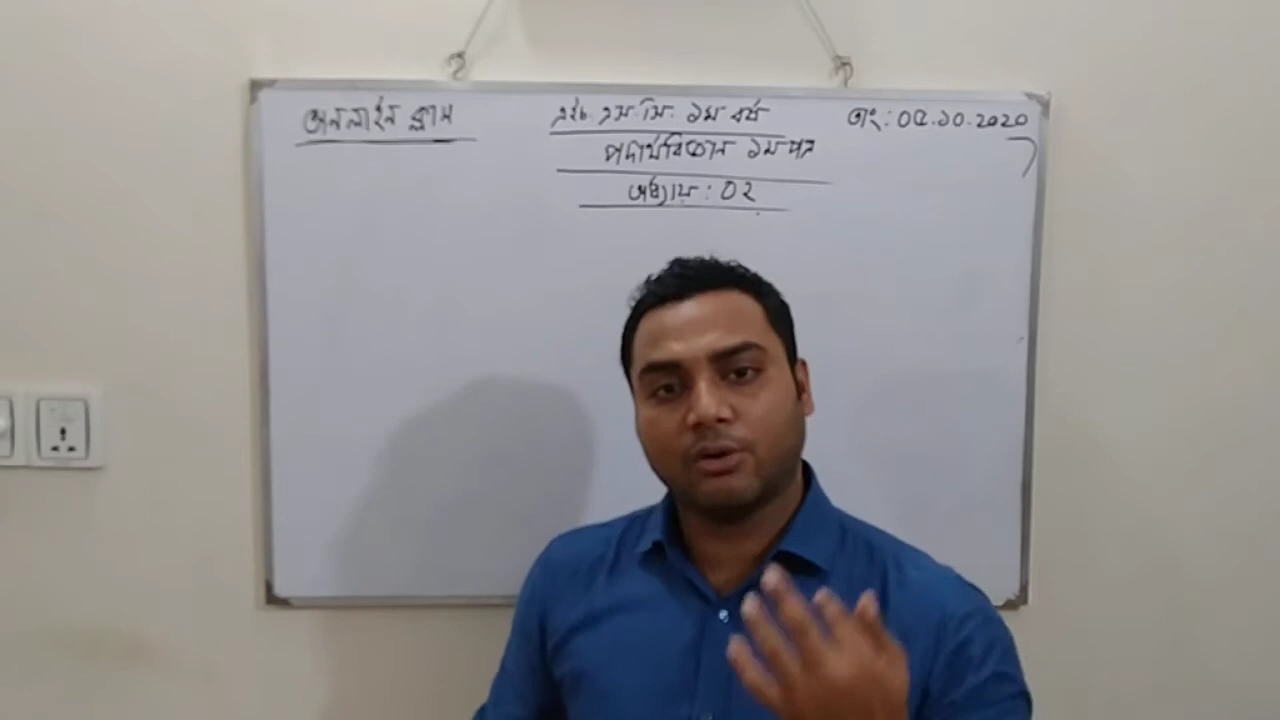 অনলাইন ক্লাস
এইচ.এস.সি. ১ম বর্ষ
তাং: ০৫.১০.২০২০
পদার্থবিজ্ঞান ১ম পত্র
অধ্যায়: ০২